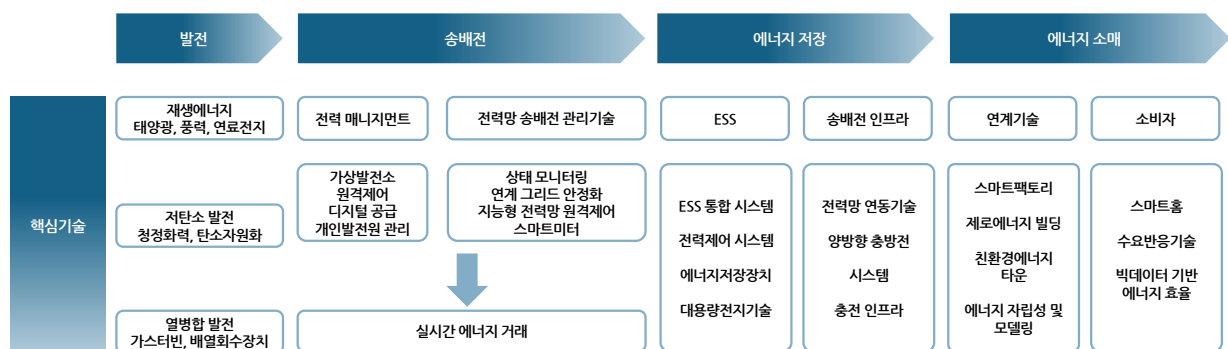 발전
송배전
에너지 저장
에너지 소매
핵심기술
재생에너지
태양광, 풍력, 연료전지
저탄소 발전
청정화력, 탄소자원화
열병합 발전
가스터빈, 배열회수장치
전력 매니지먼트
가상발전소
원격제어
디지털 공급
개인발전원 관리
전력망 송배전 관리기술
상태 모니터링
연계 그리드 안정화
지능형 전력망 원격제어
스마트미터
실시간 에너지 거래
ESS
ESS 통합 시스템
전력제어 시스템
에너지저장장치
대용량전지기술
송배전 인프라
전력망 연동기술
양방향 충방전
시스템
충전 인프라
연계기술
스마트팩토리
제로에너지 빌딩
친환경에너지
타운
에너지 자립성 및
모델링
소비자
스마트홈
수요반응기술
빅데이터 기반
에너지 효율